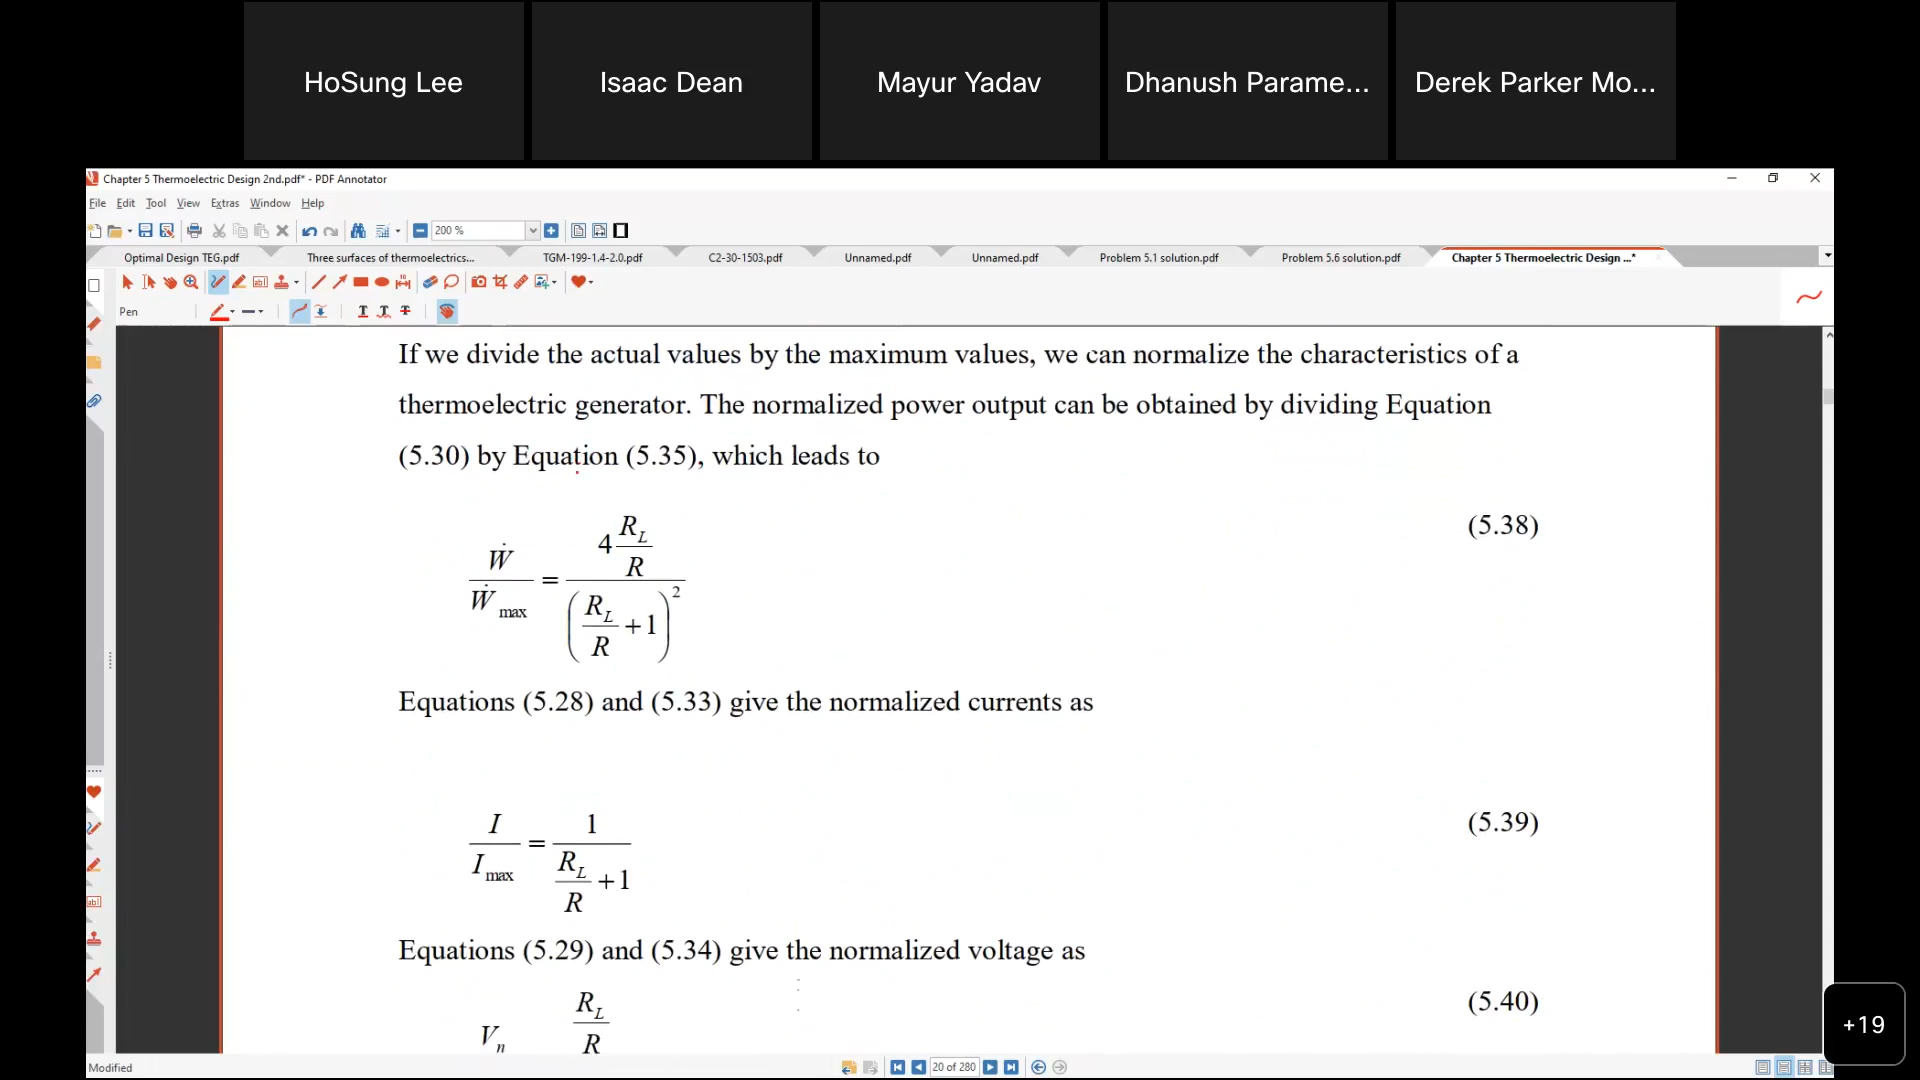 HoSung Lee
Isaac Dean
Mayur Yadav
Dhanush Parame...
Derek Parker Mo...
Chapter 5 Thermoelectric Design 2nd.pdf* - PDF Annotator
File Edit Tool View Extras Window Help
200 %
Optimal Design TEG.pdf
Three surfaces of thermoelectrics...
TGM-199-1.4-2.0.pdf
C2-30-1503.pdf
Unnamed.pdf
Unnamed.pdf
Problem 5.1 solution.pdf
Problem 5.6 solution.pdf
Chapter 5 Thermoelectric Design ...*
Pen
If we divide the actual values by the maximum values, we can normalize the characteristics of a
thermoelectric generator. The normalized power output can be obtained by dividing Equation
(5.30) by Equation (5.35), which leads to
Ẇ / Ẇ max = 4 R_L / R / ( R_L / R + 1 )² (5.38)
Equations (5.28) and (5.33) give the normalized currents as
I / I max = 1 / ( R_L / R + 1 ) (5.39)
Equations (5.29) and (5.34) give the normalized voltage as
V_n R_L / R (5.40)
+19
Modified
20 of 280